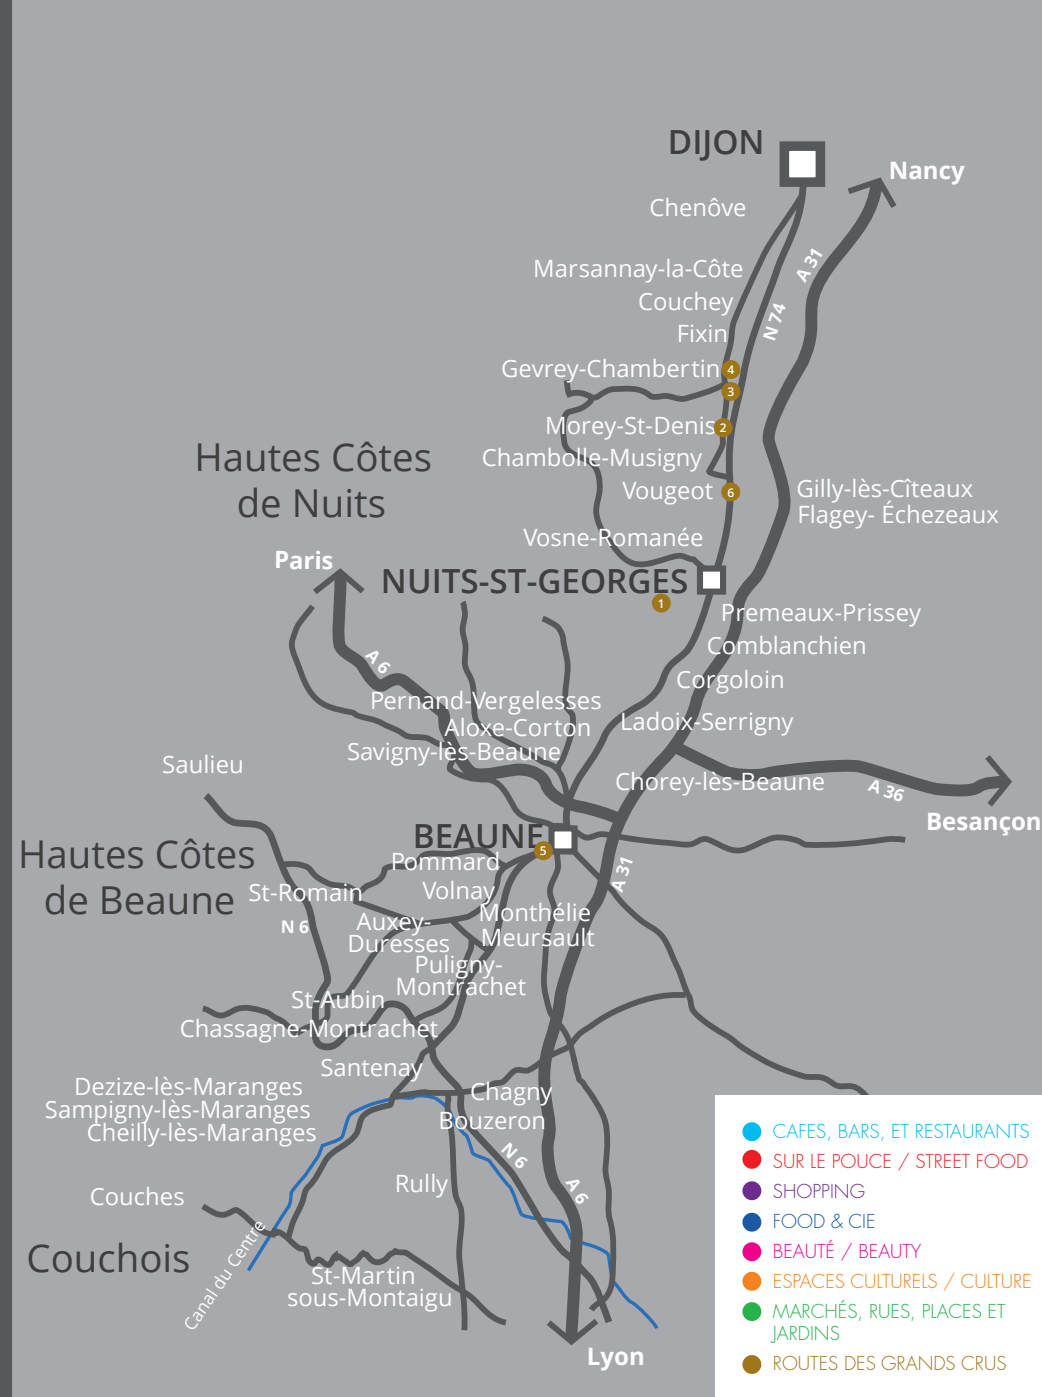 DIJON
Nancy
Chenôve
A 31
Marsannay-la-Côte
Couchey
N 74
Fixin
Gevrey-Chambertin
4
3
Morey-St-Denis
2
Hautes Côtes
de Nuits
Chambolle-Musigny
Vougeot
6
Gilly-lès-Cîteaux
Flagey- Échezeaux
Vosne-Romanée
Paris
NUITS-ST-GEORGES
1
Premeaux-Prissey
Comblanchien
A 6
Corgoloin
Pernand-Vergelesses
Ladoix-Serrigny
Aloxe-Corton
Savigny-lès-Beaune
Saulieu
Chorey-lès-Beaune
A 36
Besançon
BEAUNE
5
Hautes Côtes
de Beaune
Pommard
A 31
St-Romain
Volnay
N 6
Auxey-
Duresses
Monthélie
Meursault
Puligny-
Montrachet
St-Aubin
Chassagne-Montrachet
Santenay
Dezize-lès-Maranges
Sampigny-lès-Maranges
Cheilly-lès-Maranges
Chagny
Bouzeron
N 6
Rully
A 6
Couches
Canal du Centre
Couchois
St-Martin
sous-Montaigu
Lyon
CAFES, BARS, ET RESTAURANTS
SUR LE POUCE / STREET FOOD
SHOPPING
FOOD & CIE
BEAUTÉ / BEAUTY
ESPACES CULTURELS / CULTURE
MARCHÉS, RUES, PLACES ET
JARDINS
ROUTES DES GRANDS CRUS